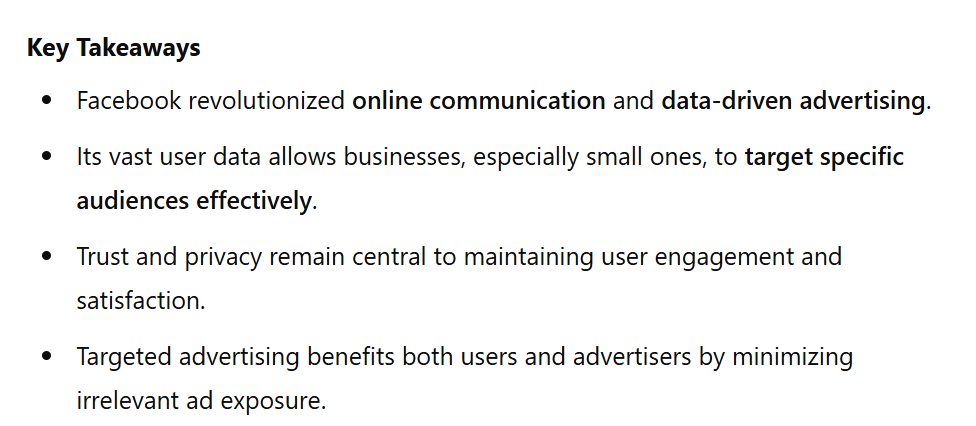 Key Takeaways
• Facebook revolutionized online communication and data-driven advertising.
• Its vast user data allows businesses, especially small ones, to target specific
audiences effectively.
• Trust and privacy remain central to maintaining user engagement and
satisfaction.
• Targeted advertising benefits both users and advertisers by minimizing
irrelevant ad exposure.